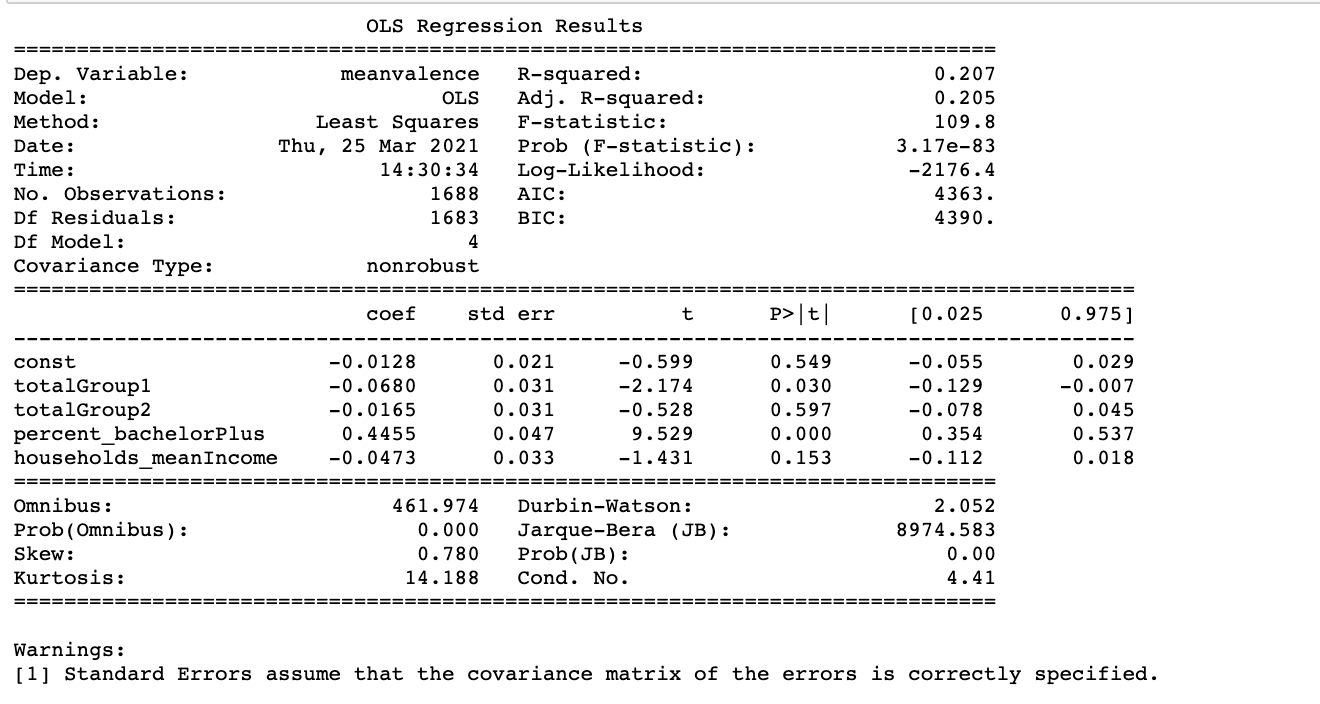 OLS Regression Results
==============================================================================
Dep. Variable:            meanvalence   R-squared:                       0.207
Model:                            OLS   Adj. R-squared:                  0.205
Method:                 Least Squares   F-statistic:                     109.8
Date:                Thu, 25 Mar 2021   Prob (F-statistic):           3.17e-83
Time:                        14:30:34   Log-Likelihood:                -2176.4
No. Observations:                1688   AIC:                             4363.
Df Residuals:                    1683   BIC:                             4390.
Df Model:                           4
Covariance Type:            nonrobust
=========================================================================================
                            coef    std err          t      P>|t|      [0.025      0.975]
-----------------------------------------------------------------------------------------
const                    -0.0128      0.021     -0.599      0.549      -0.055       0.029
totalGroup1              -0.0680      0.031     -2.174      0.030      -0.129      -0.007
totalGroup2              -0.0165      0.031     -0.528      0.597      -0.078       0.045
percent_bachelorPlus      0.4455      0.047      9.529      0.000       0.354       0.537
households_meanIncome    -0.0473      0.033     -1.431      0.153      -0.112       0.018
==============================================================================
Omnibus:                      461.974   Durbin-Watson:                   2.052
Prob(Omnibus):                  0.000   Jarque-Bera (JB):             8974.583
Skew:                           0.780   Prob(JB):                         0.00
Kurtosis:                      14.188   Cond. No.                         4.41
==============================================================================
Warnings:
[1] Standard Errors assume that the covariance matrix of the errors is correctly specified.